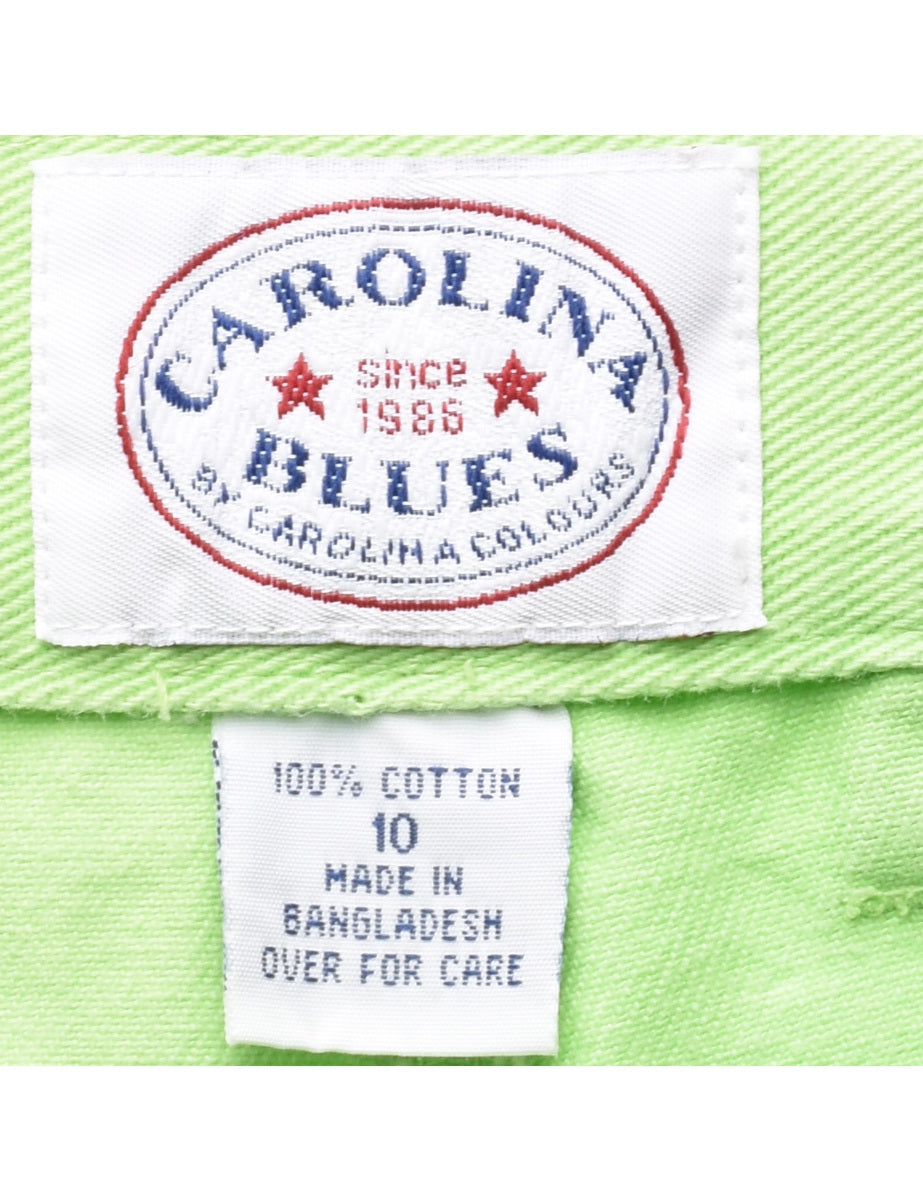 CAROLINA
since
1986
BLUES
BY CAROLINA COLOURS
100% COTTON
10
MADE IN
BANGLADESH
OVER FOR CARE